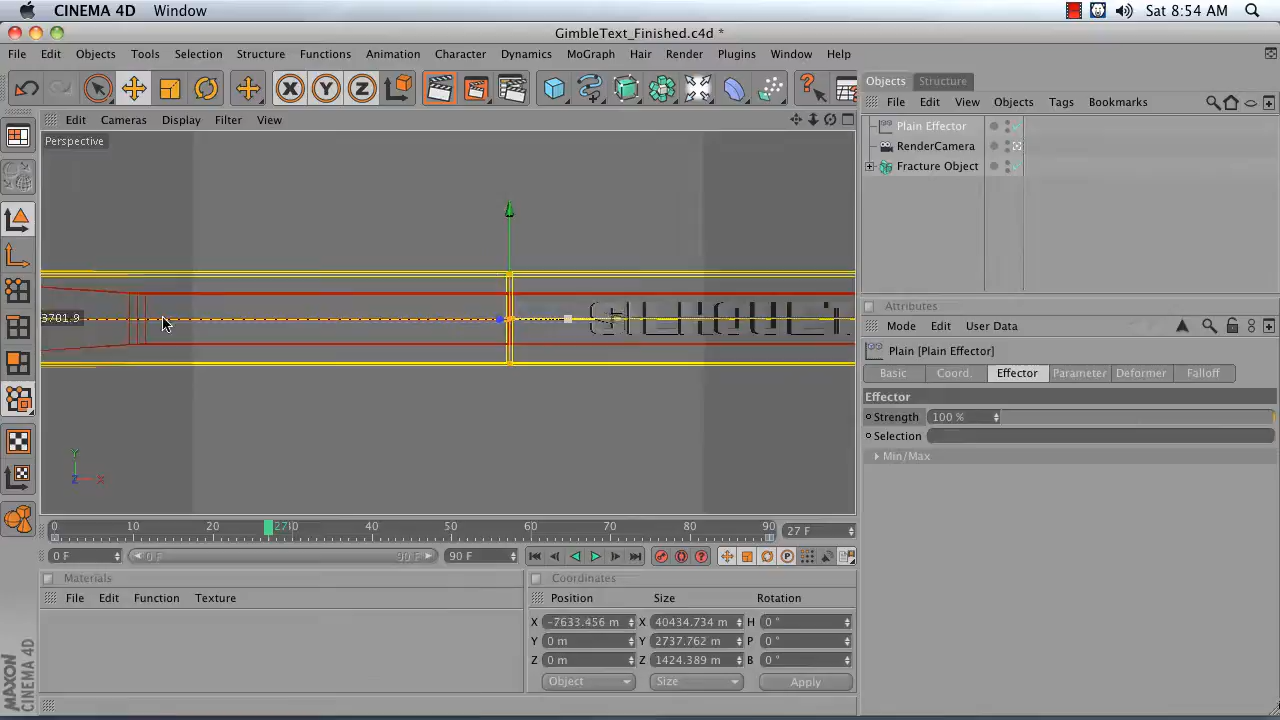 CINEMA 4D Window Sat 8:54 AM
GimbleText_Finished.c4d *
File Edit Objects Tools Selection Structure Functions Animation Character Dynamics MoGraph Hair Render Plugins Window Help
X Y Z
Objects Structure
File Edit View Objects Tags Bookmarks
Edit Cameras Display Filter View
Perspective
Plain Effector
RenderCamera
Fracture Object
3701.9
Y
Z X
Attributes
Mode Edit User Data
Plain [Plain Effector]
Basic Coord. Effector Parameter Deformer Falloff
Effector
Strength 100 %
Selection
Min/Max
0 10 20 27 40 50 60 70 80 90 27 F
0 F 0 F 90 F 90 F
Materials
File Edit Function Texture
Coordinates
Position Size Rotation
X -7633.456 m X 40434.734 m H 0 °
Y 0 m Y 2737.762 m P 0 °
Z 0 m Z 1424.389 m B 0 °
Object Size Apply
MAXON
CINEMA 4D